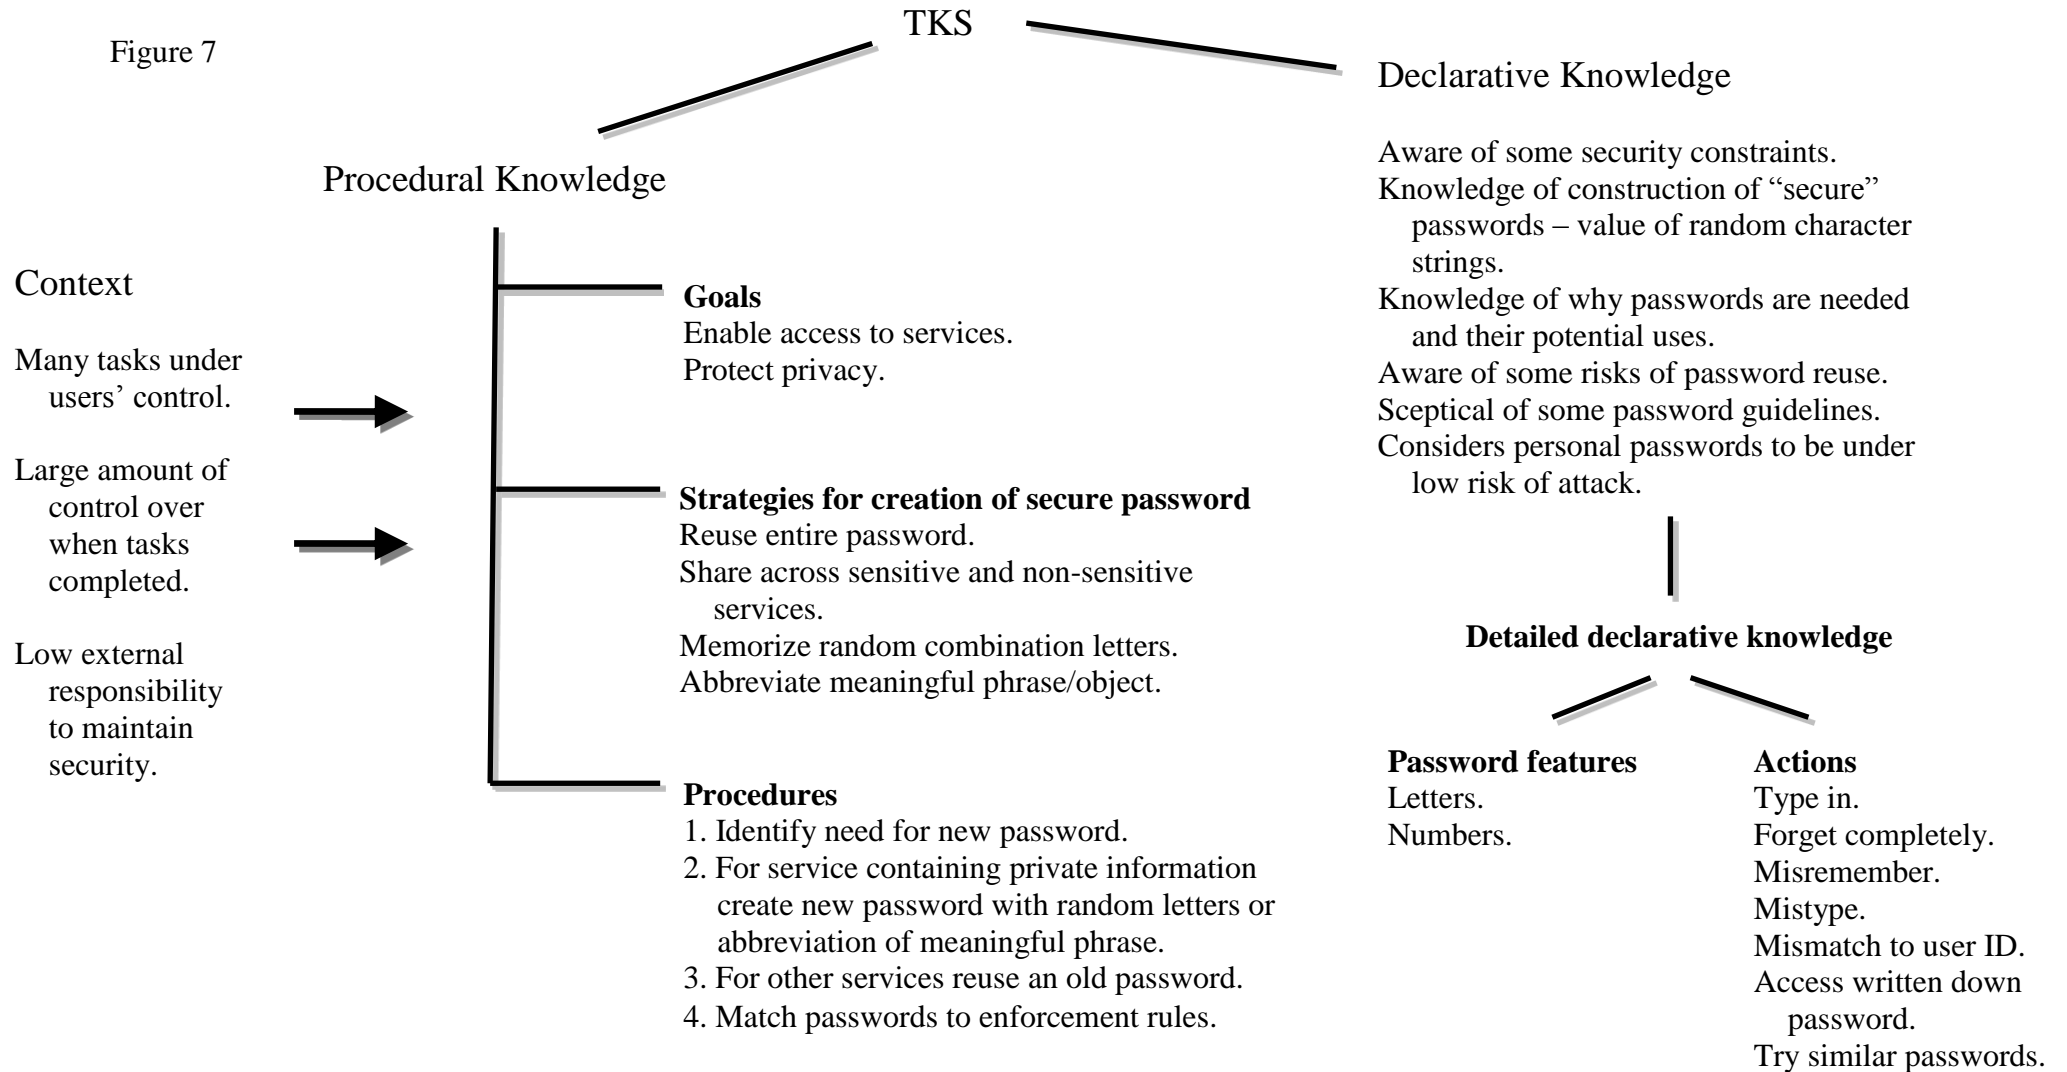 Figure 7
TKS
Context
Many tasks under
users’ control.
Large amount of
control over
when tasks
completed.
Low external
responsibility
to maintain
security.
Procedural Knowledge
Goals
Enable access to services.
Protect privacy.
Strategies for creation of secure password
Reuse entire password.
Share across sensitive and non-sensitive
services.
Memorize random combination letters.
Abbreviate meaningful phrase/object.
Procedures
1. Identify need for new password.
2. For service containing private information
create new password with random letters or
abbreviation of meaningful phrase.
3. For other services reuse an old password.
4. Match passwords to enforcement rules.
Declarative Knowledge
Aware of some security constraints.
Knowledge of construction of “secure”
passwords – value of random character
strings.
Knowledge of why passwords are needed
and their potential uses.
Aware of some risks of password reuse.
Sceptical of some password guidelines.
Considers personal passwords to be under
low risk of attack.
Detailed declarative knowledge
Password features
Letters.
Numbers.
Actions
Type in.
Forget completely.
Misremember.
Mistype.
Mismatch to user ID.
Access written down
password.
Try similar passwords.